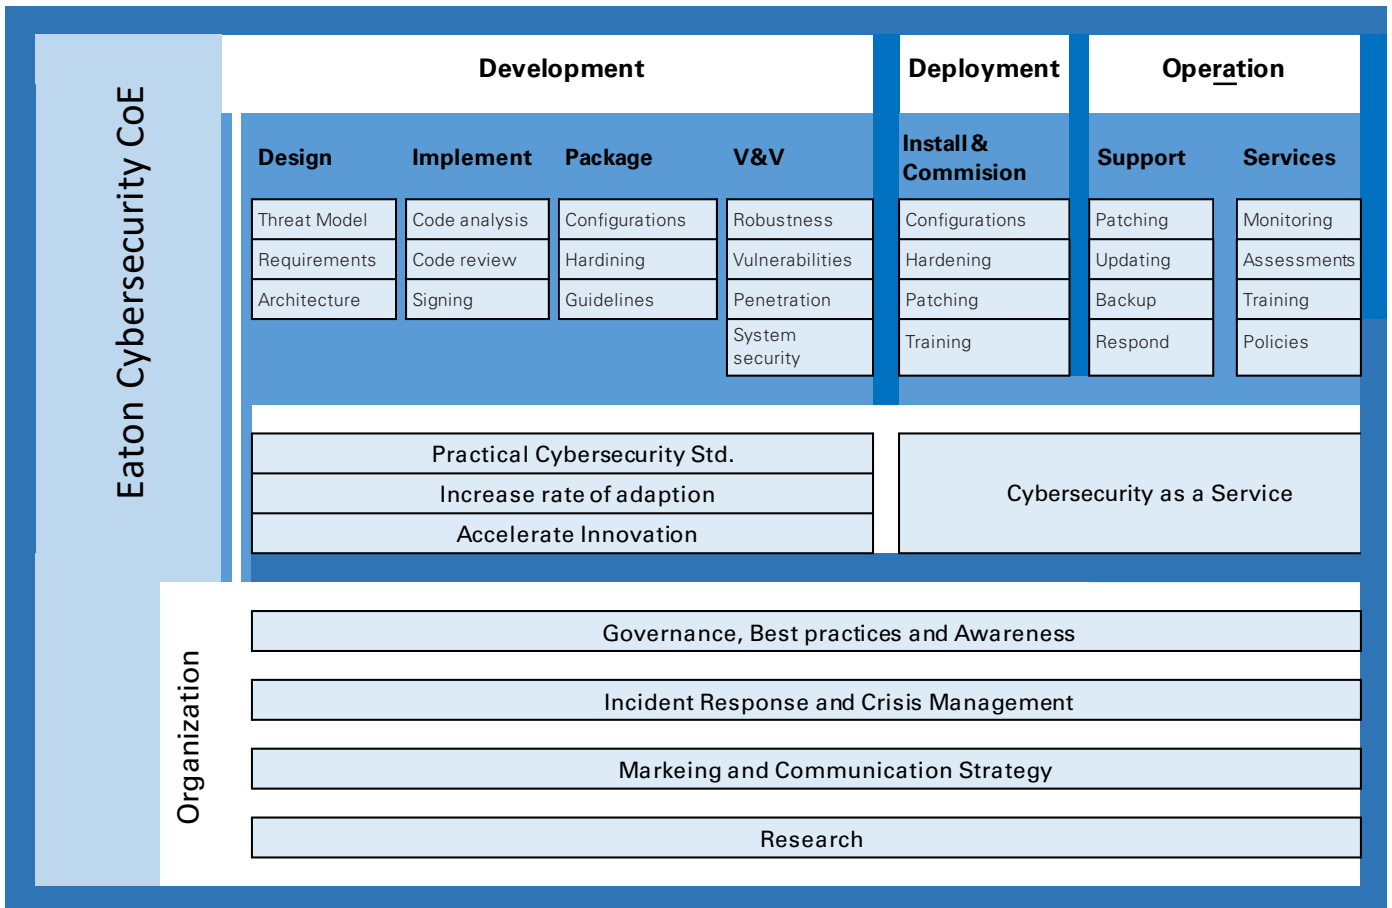 Eaton Cybersecurity CoE
Development
Deployment
Operation
Design
Threat Model
Requirements
Architecture
Implement
Code analysis
Code review
Signing
Package
Configurations
Hardining
Guidelines
V&V
Robustness
Vulnerabilities
Penetration
System
security
Install &
Commision
Configurations
Hardening
Patching
Training
Support
Patching
Updating
Backup
Respond
Services
Monitoring
Assessments
Training
Policies
Practical Cybersecurity Std.
Increase rate of adaption
Accelerate Innovation
Cybersecurity as a Service
Organization
Governance, Best practices and Awareness
Incident Response and Crisis Management
Markeing and Communication Strategy
Research